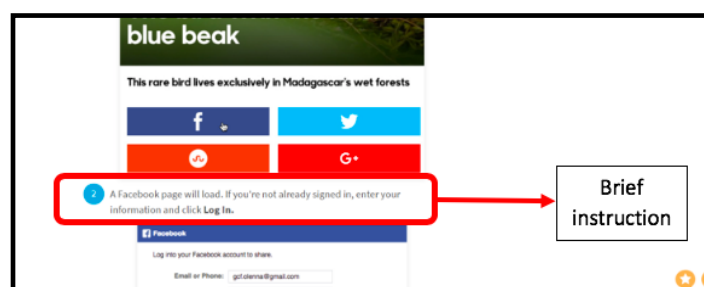 blue beak
This rare bird lives exclusively in Madagascar's wet forests
f
G+
2 A Facebook page will load. If you're not already signed in, enter your
information and click Log In.
Brief
instruction
f Facebook
Log into your Facebook account to share.
Email or Phone: gcf.dianna@gmail.com